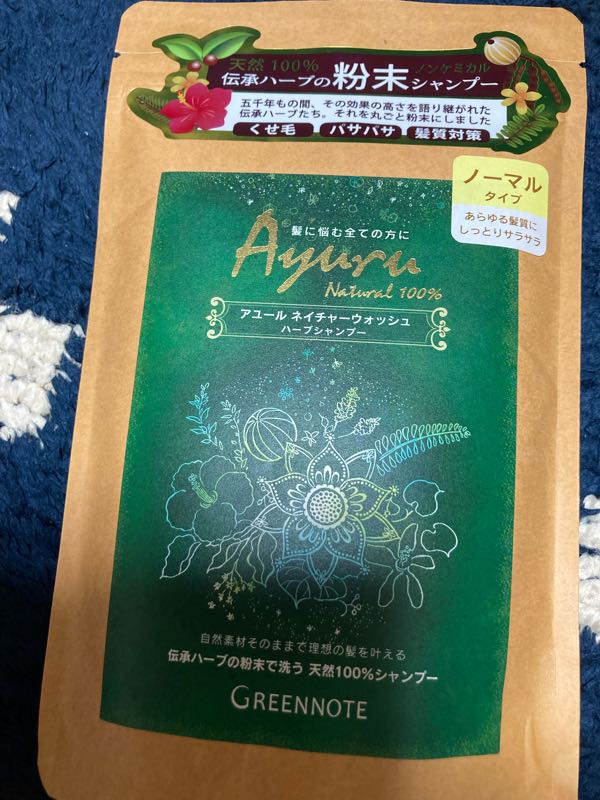 天然100% ノンケミカル
伝承ハーブの粉末シャンプー
五千年もの間、その効果の高さを語り継がれた
伝承ハーブたち。それを丸ごと粉末にしました
くせ毛 パサパサ 髪質対策
ノーマル
タイプ
あらゆる髪質に
しっとりサラサラ
髪に悩む全ての方に
Ayuru
Natural 100%
アユール ネイチャーウォッシュ
ハーブシャンプー
自然素材そのままで理想の髪を叶える
伝承ハーブの粉末で洗う 天然100%シャンプー
GREENNOTE